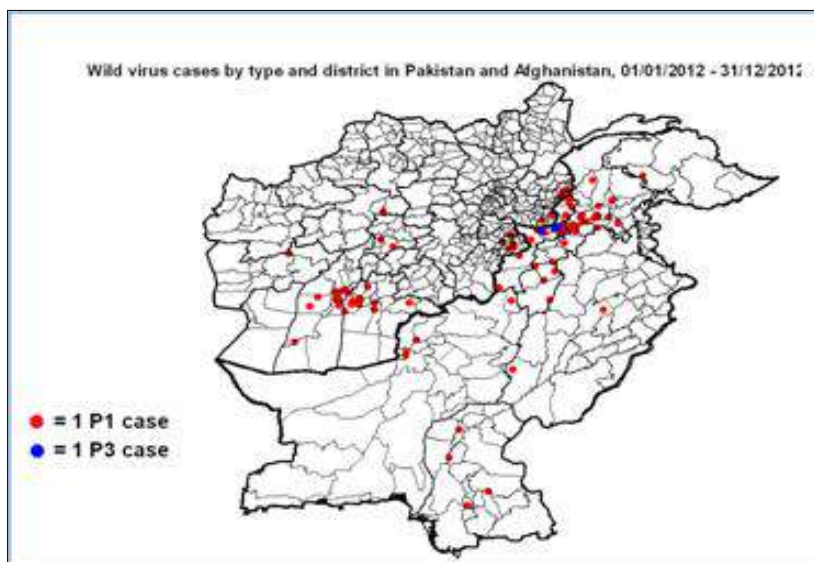 Wild virus cases by type and district in Pakistan and Afghanistan, 01/01/2012 - 31/12/2012
= 1 P1 case
= 1 P3 case